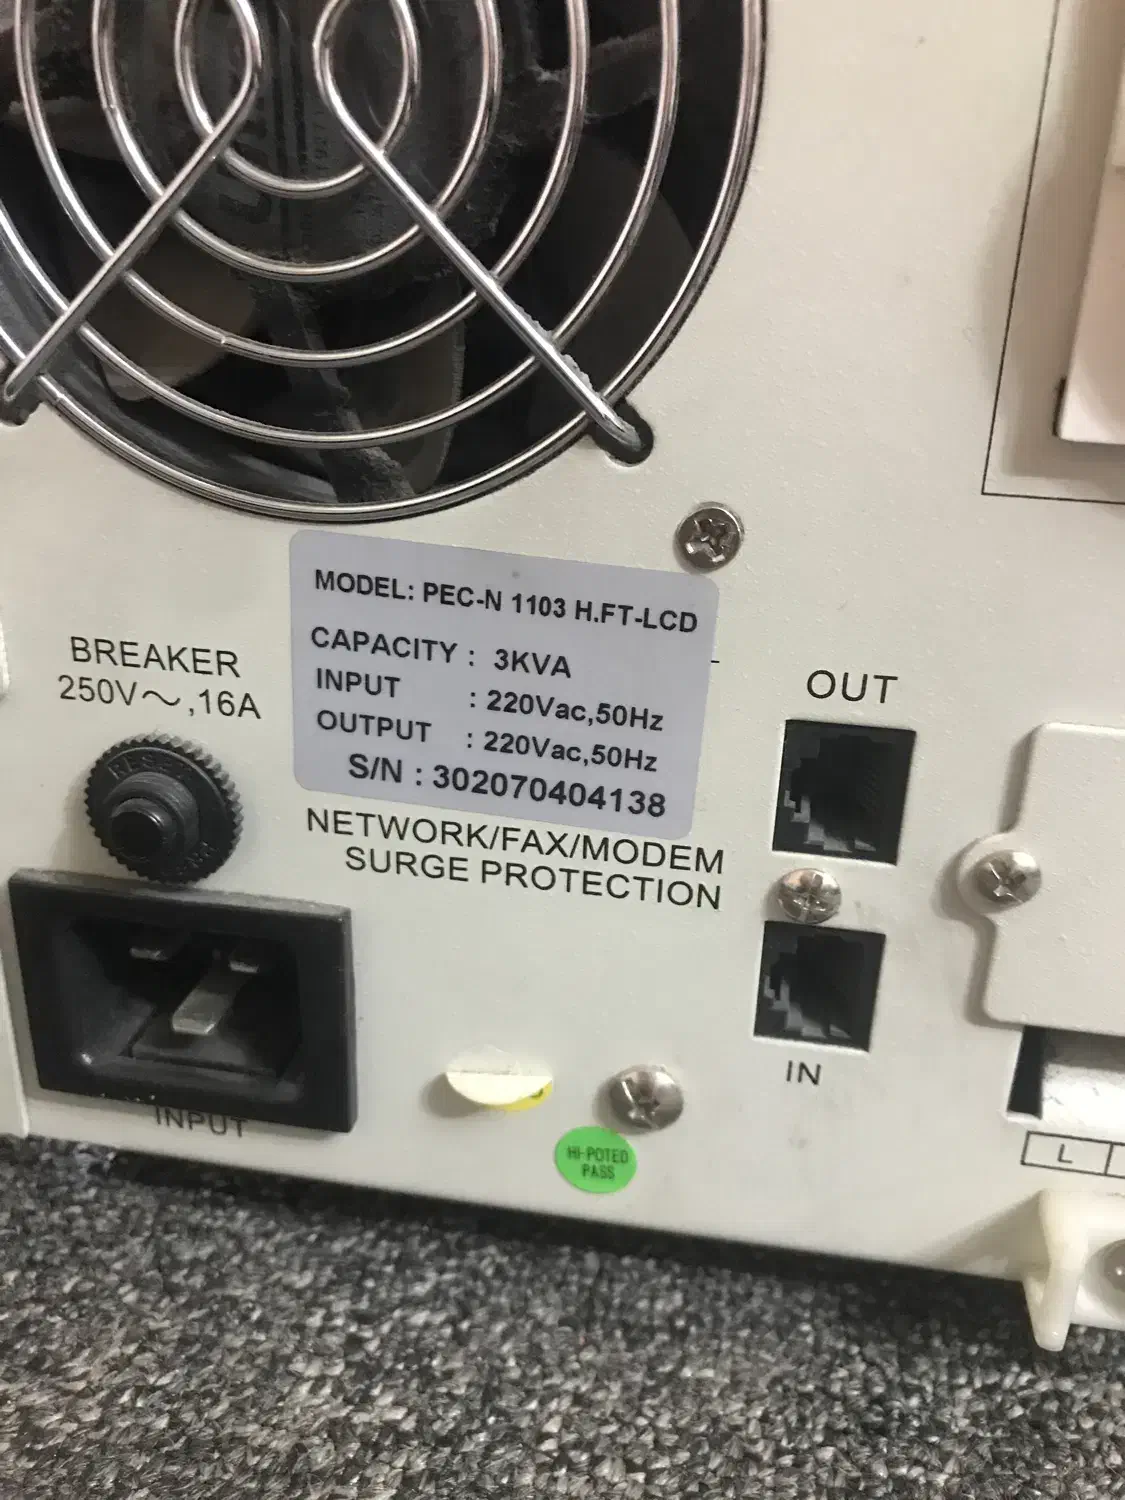 MODEL: PEC-N 1103 H.FT-LCD
CAPACITY : 3KVA
INPUT : 220Vac,50Hz
OUTPUT : 220Vac,50Hz
S/N : 302070404138
BREAKER
250V～,16A
RESET
NETWORK/FAX/MODEM
SURGE PROTECTION
OUT
IN
INPUT
HI-POTED
PASS
L